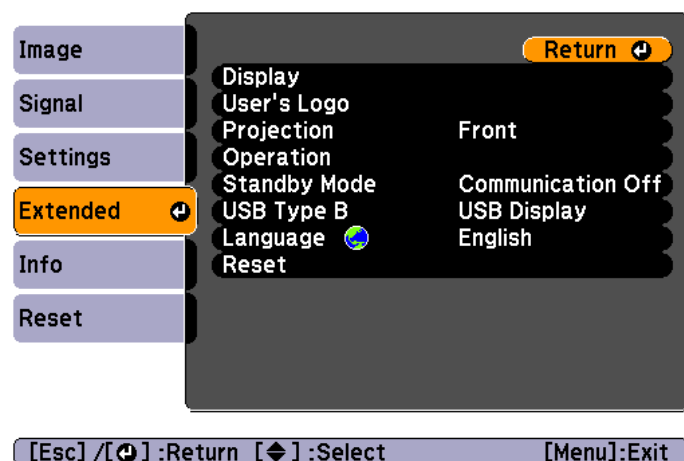 Image
Signal
Settings
Extended
Info
Reset
Return
Display
User's Logo
Projection Front
Operation
Standby Mode Communication Off
USB Type B USB Display
Language English
Reset
[Esc] /[ ] :Return [ ] :Select [Menu]:Exit